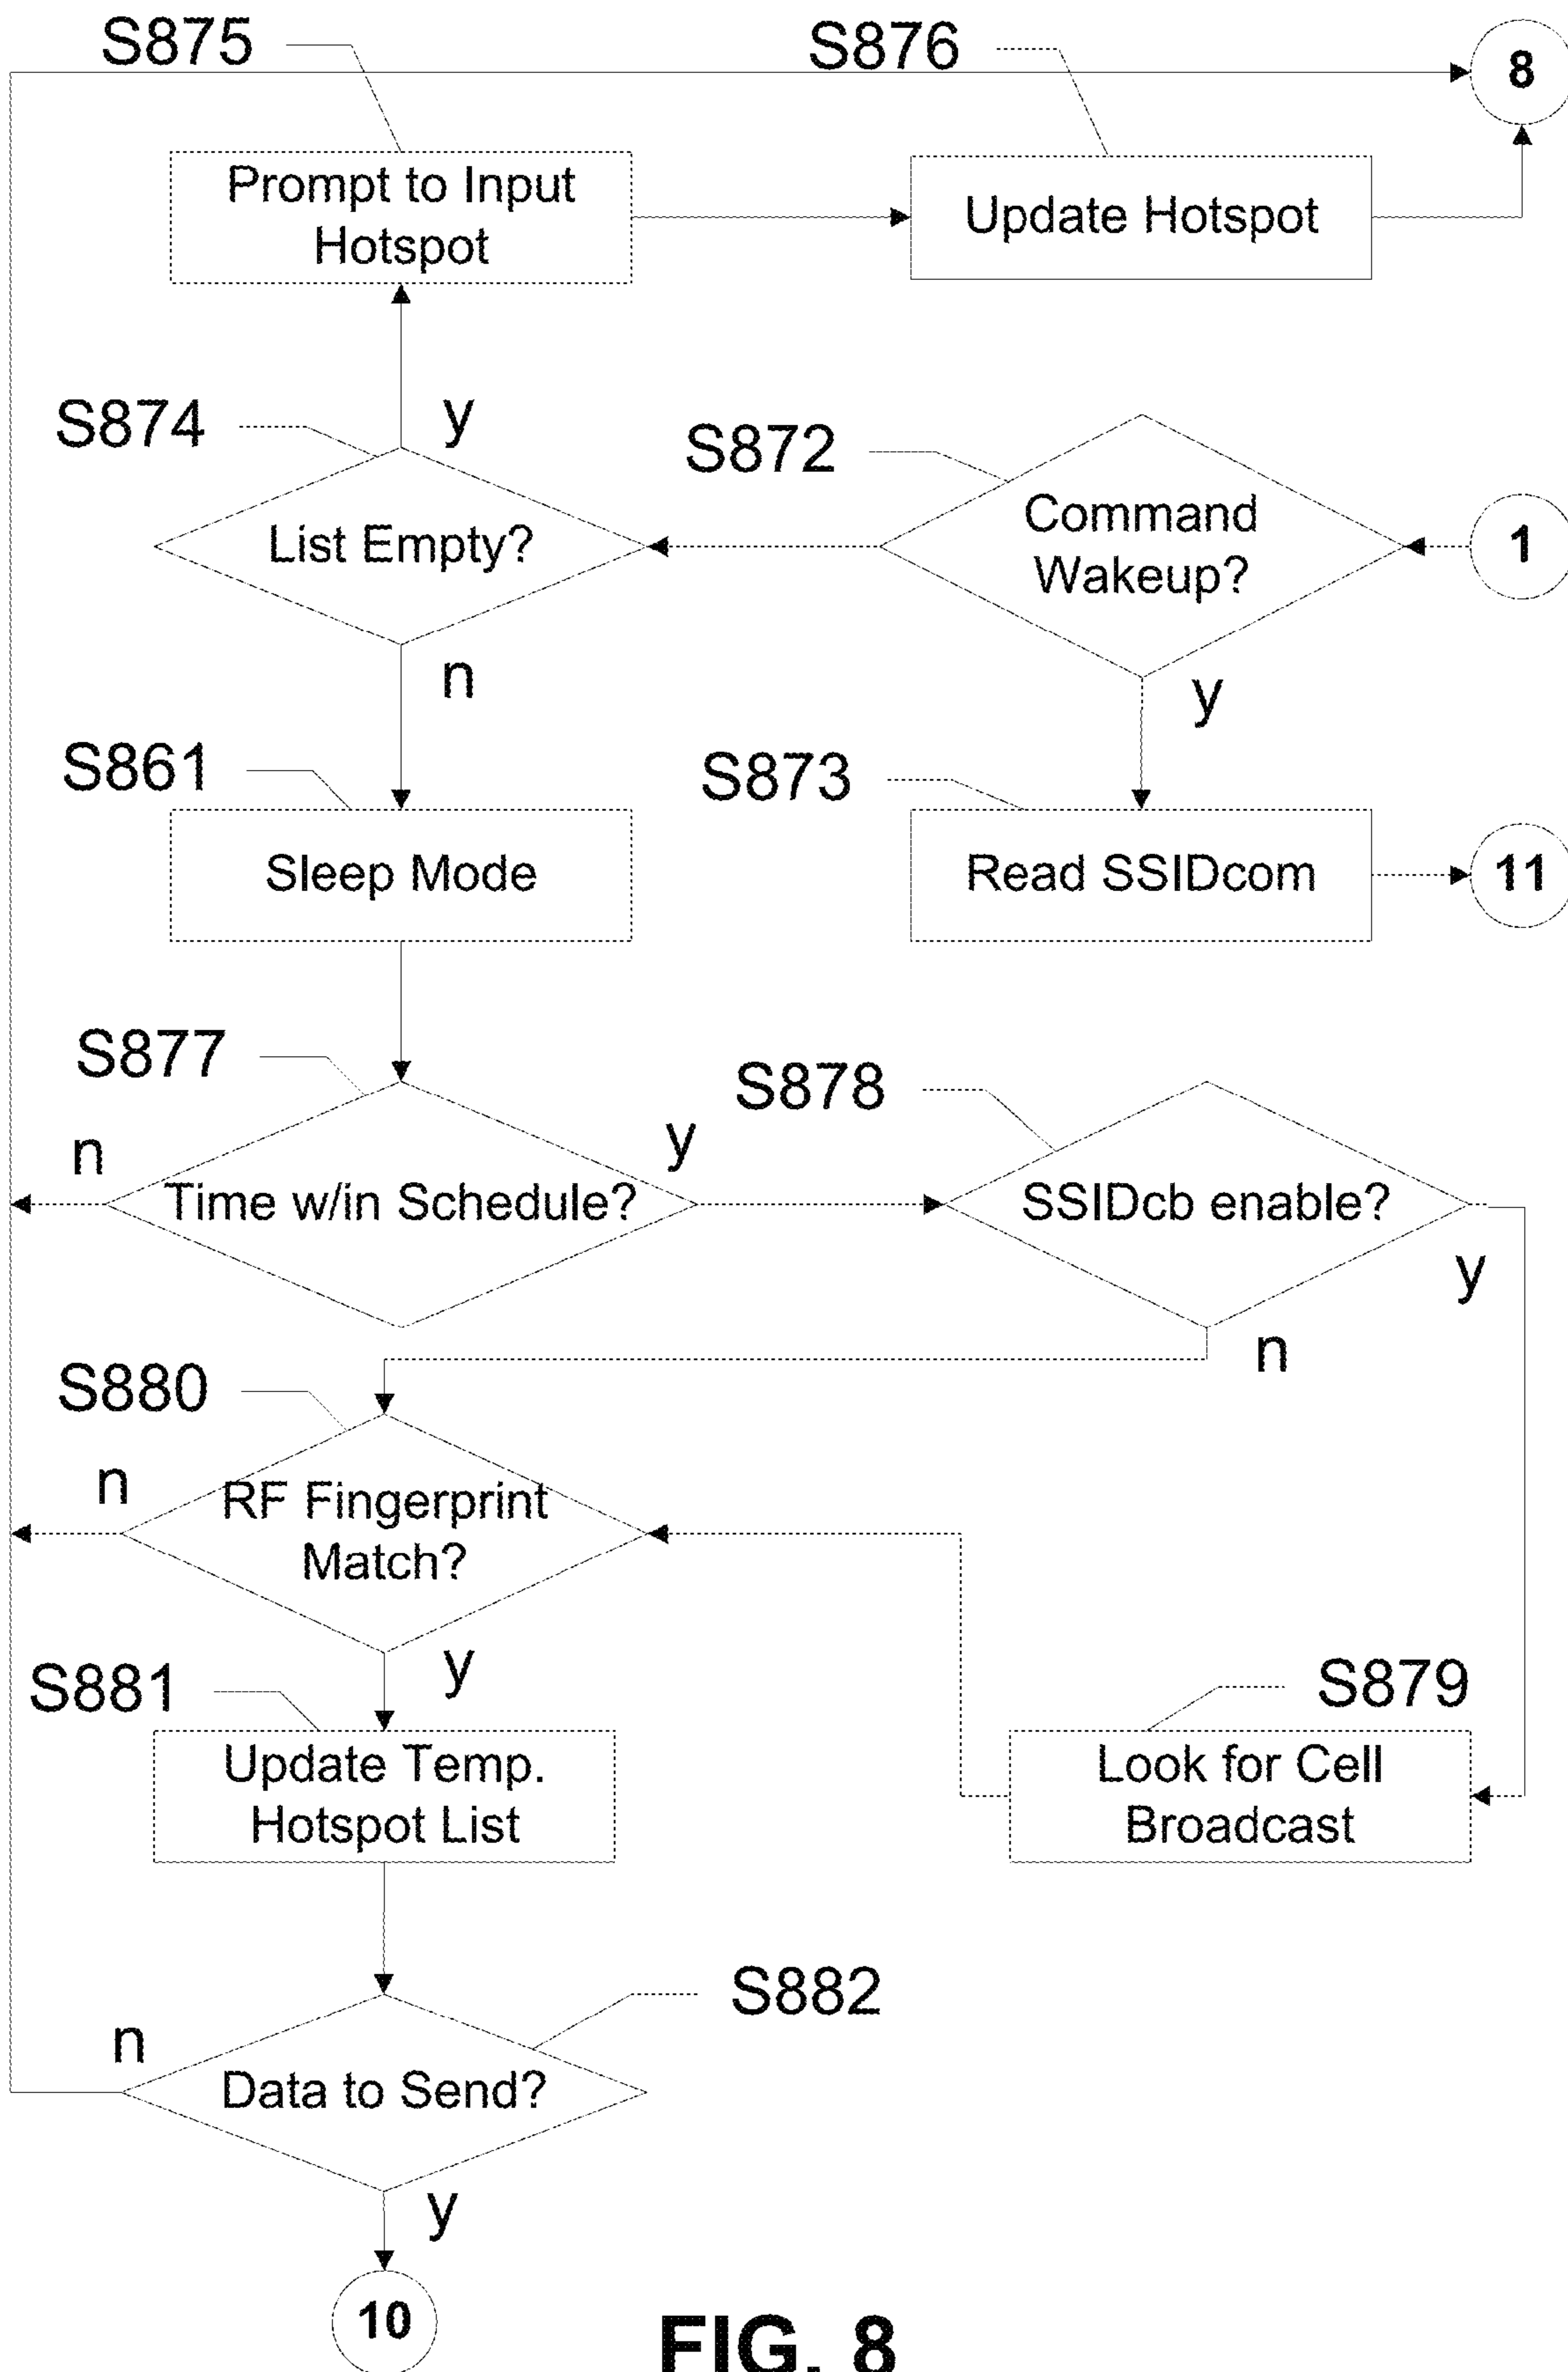 S875
S876
8
Prompt to Input
Hotspot
Update Hotspot
S874
y
S872
List Empty?
Command
Wakeup?
1
n
y
S861
S873
Sleep Mode
Read SSIDcom
11
S877
S878
n
y
Time w/in Schedule?
SSIDcb enable?
y
n
S880
n
RF Fingerprint
Match?
y
S881
S879
Update Temp.
Hotspot List
Look for Cell
Broadcast
S882
n
Data to Send?
y
10
FIG. 8